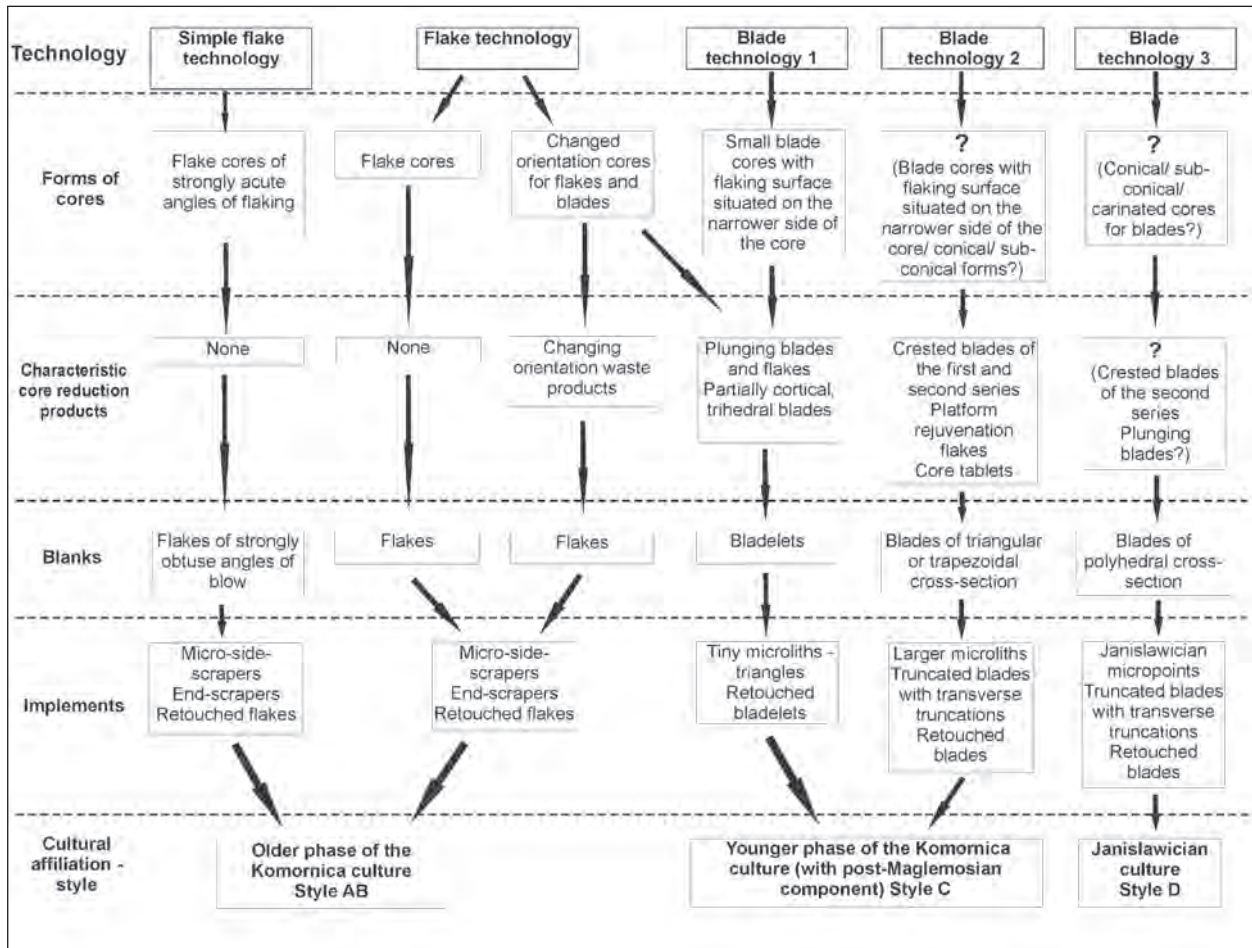 Technology
Simple flake
technology
Flake technology
Blade
technology 1
Blade
technology 2
Blade
technology 3
Forms of
cores
Flake cores of
strongly acute
angles of flaking
Flake cores
Changed
orientation cores
for flakes and
blades
Small blade
cores with
flaking surface
situated on the
narrower side of
the core
?
(Blade cores with
flaking surface
situated on the
narrower side of the
core/ conical/ sub-
conical forms?)
?
(Conical/ sub-
conical/
carinated cores
for blades?)
Characteristic
core reduction
products
None
None
Changing
orientation waste
products
Plunging blades
and flakes
Partially cortical,
trihedral blades
Crested blades of
the first and
second series
Platform
rejuvenation
flakes
Core tablets
?
(Crested blades
of the second
series
Plunging
blades?)
Blanks
Flakes of strongly
obtuse angles of
blow
Flakes
Flakes
Bladelets
Blades of triangular
or trapezoidal
cross-section
Blades of
polyhedral cross-
section
Implements
Micro-side-
scrapers
End-scrapers
Retouched flakes
Micro-side-
scrapers
End-scrapers
Retouched flakes
Tiny microliths -
triangles
Retouched
bladelets
Larger microliths
Truncated blades
with transverse
truncations
Retouched
blades
Janislawician
micropoints
Truncated blades
with transverse
truncations
Retouched
blades
Cultural
affiliation -
style
Older phase of the
Komornica culture
Style AB
Younger phase of the Komornica
culture (with post-Maglemosian
component) Style C
Janislawician
culture
Style D